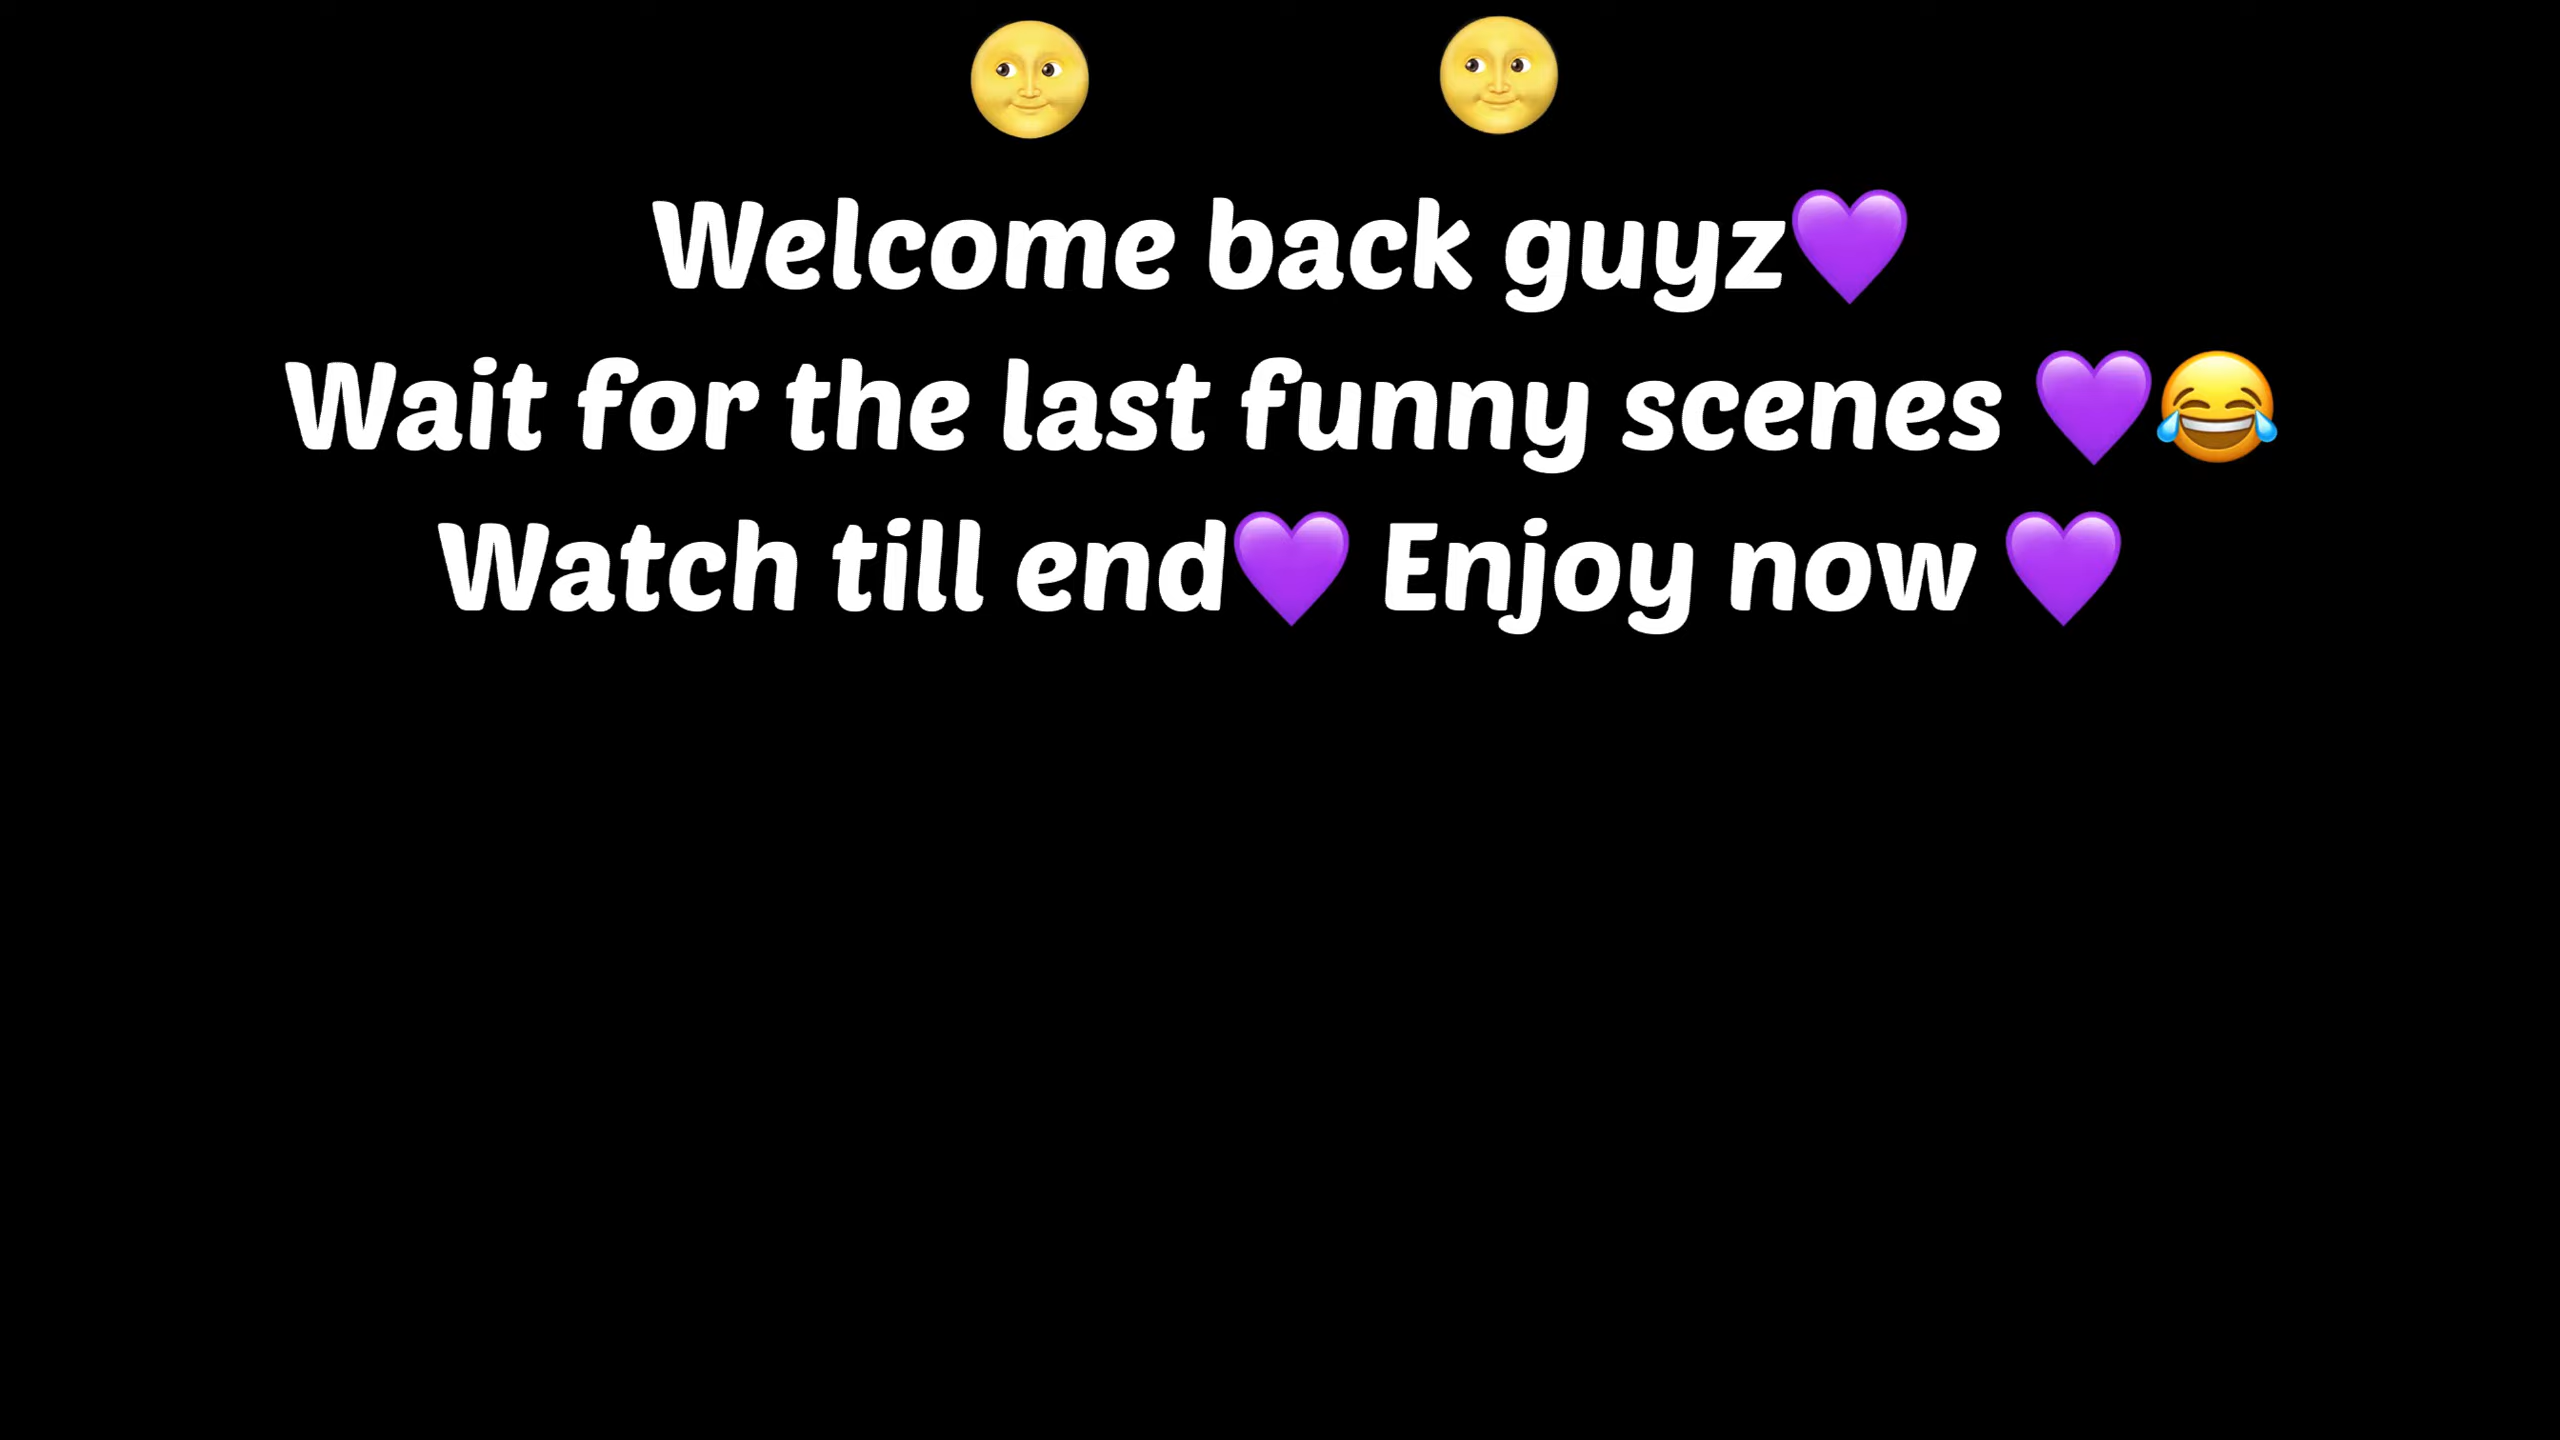 🌝 🌝
Welcome back guyz💜
Wait for the last funny scenes 💜😂
Watch till end💜 Enjoy now 💜